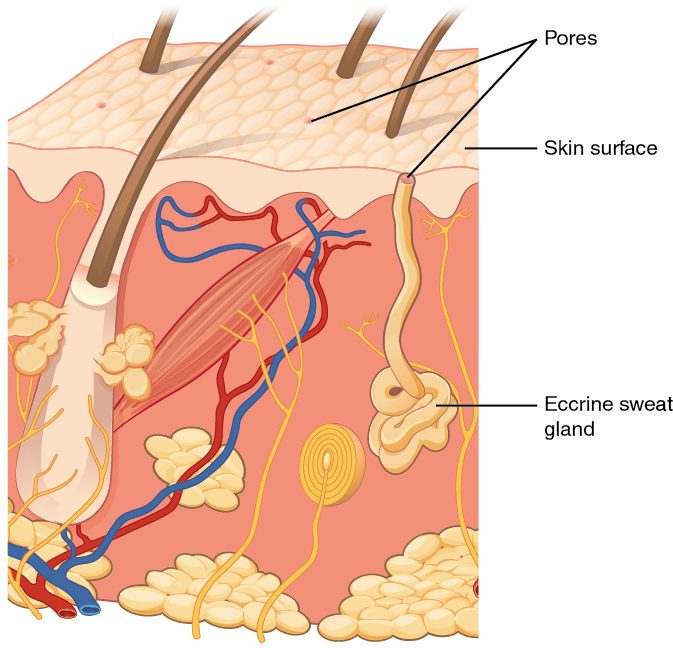 Pores
Skin surface
Eccrine sweat
gland